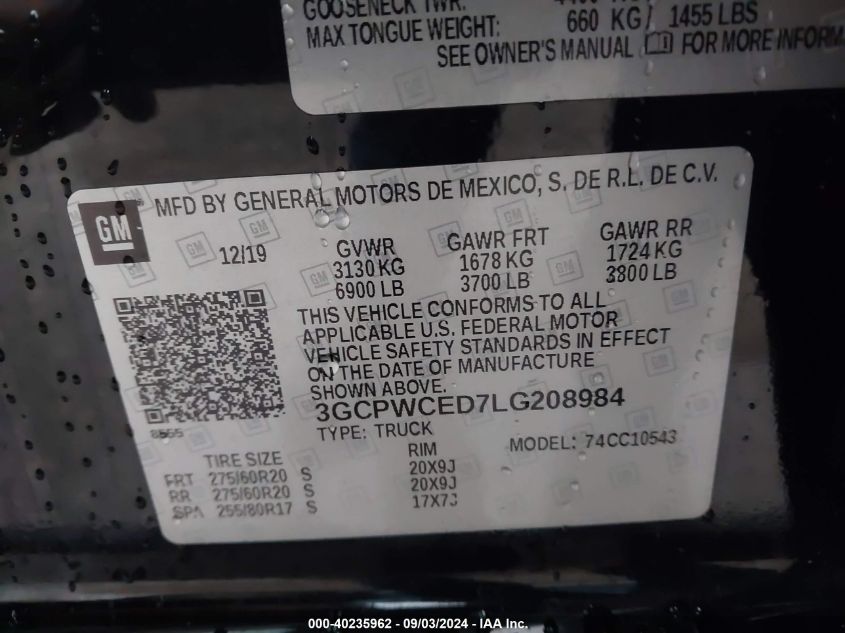 GOOSENECK TWR:
MAX TONGUE WEIGHT: 660 KG / 1455 LBS
SEE OWNER'S MANUAL FOR MORE INFORM
GM MFD BY GENERAL MOTORS DE MEXICO, S. DE R.L. DE C.V.
12/19 GVWR GAWR FRT GAWR RR
3130 KG 1678 KG 1724 KG
6900 LB 3700 LB 3800 LB
THIS VEHICLE CONFORMS TO ALL
APPLICABLE U.S. FEDERAL MOTOR
VEHICLE SAFETY STANDARDS IN EFFECT
ON THE DATE OF MANUFACTURE
SHOWN ABOVE.
3GCPWCED7LG208984
TYPE: TRUCK MODEL: 74CC10543
TIRE SIZE RIM
FRT 275/60R20 S 20X9J
RR 275/60R20 S 20X9J
SPA 255/80R17 S 17X7J
000-40235962 - 09/03/2024 - IAA Inc.